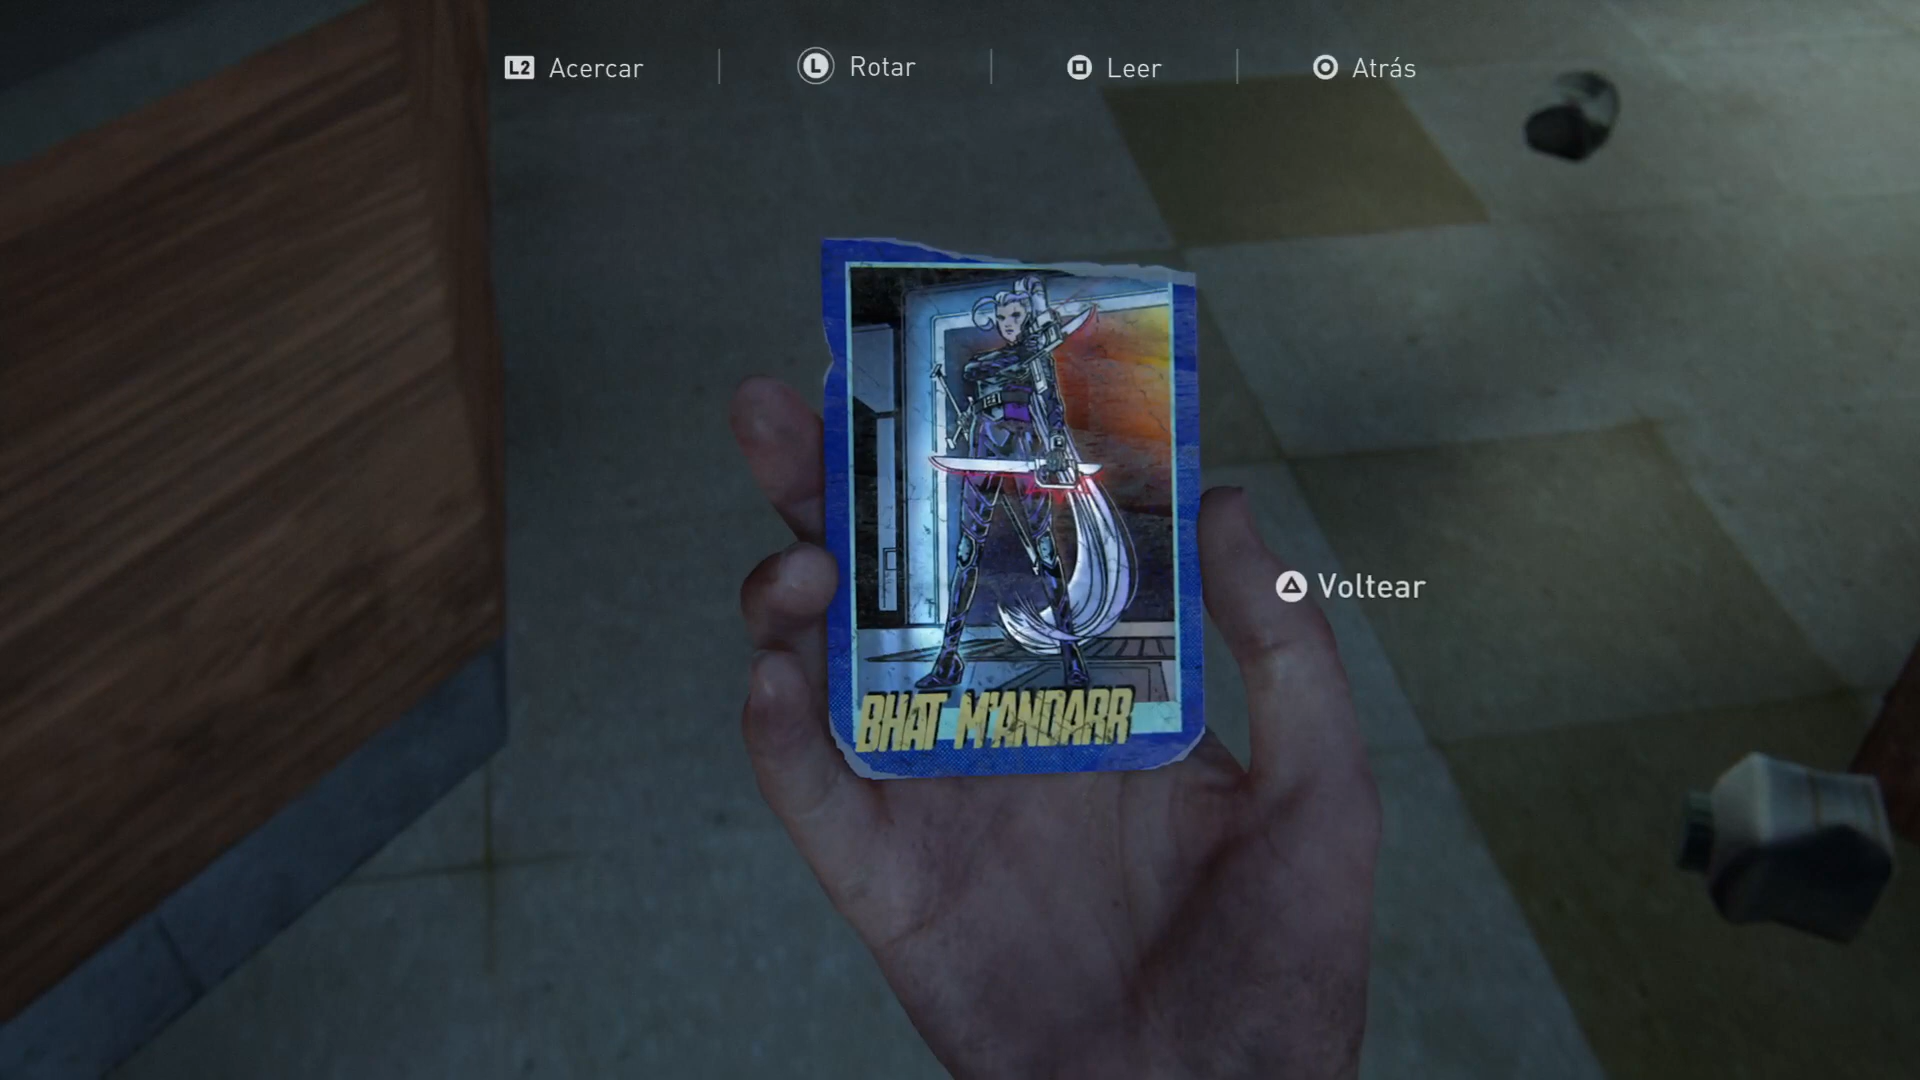 L2 Acercar
L Rotar
Leer
Atrás
Voltear
BHAT M'ANDARR